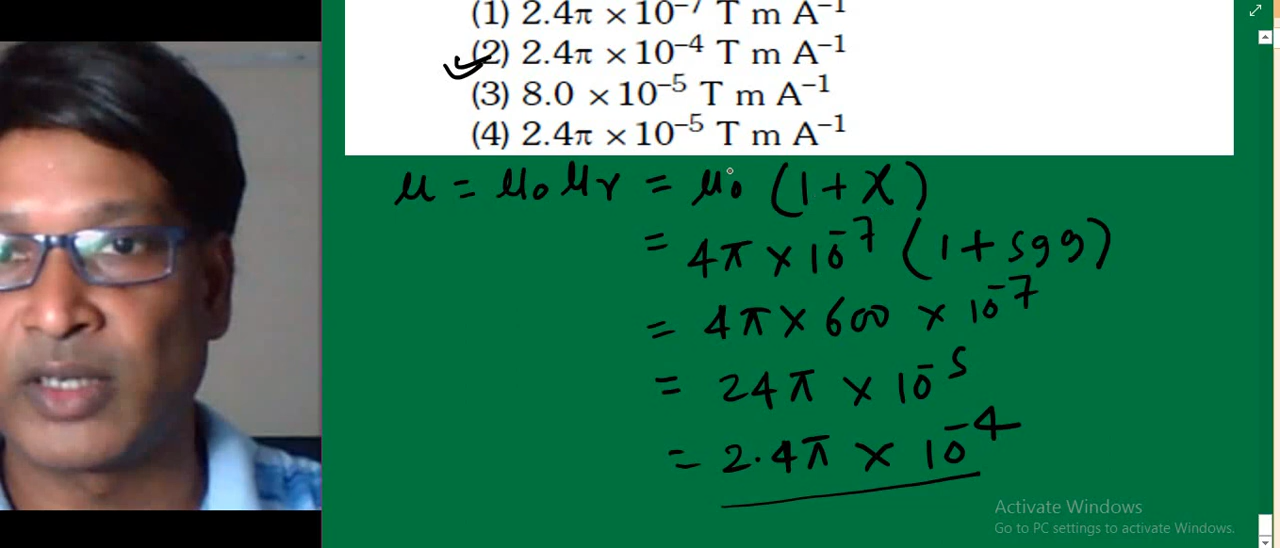 (1) 2.4π × 10⁻⁷ T m A⁻¹
(2) 2.4π × 10⁻⁴ T m A⁻¹
(3) 8.0 × 10⁻⁵ T m A⁻¹
(4) 2.4π × 10⁻⁵ T m A⁻¹
μ = μ₀ μr = μ₀ (1 + χ)
= 4π × 10⁻⁷ (1 + 599)
= 4π × 600 × 10⁻⁷
= 24π × 10⁻⁵
= 2.4π × 10⁻⁴
Activate Windows
Go to PC settings to activate Windows.